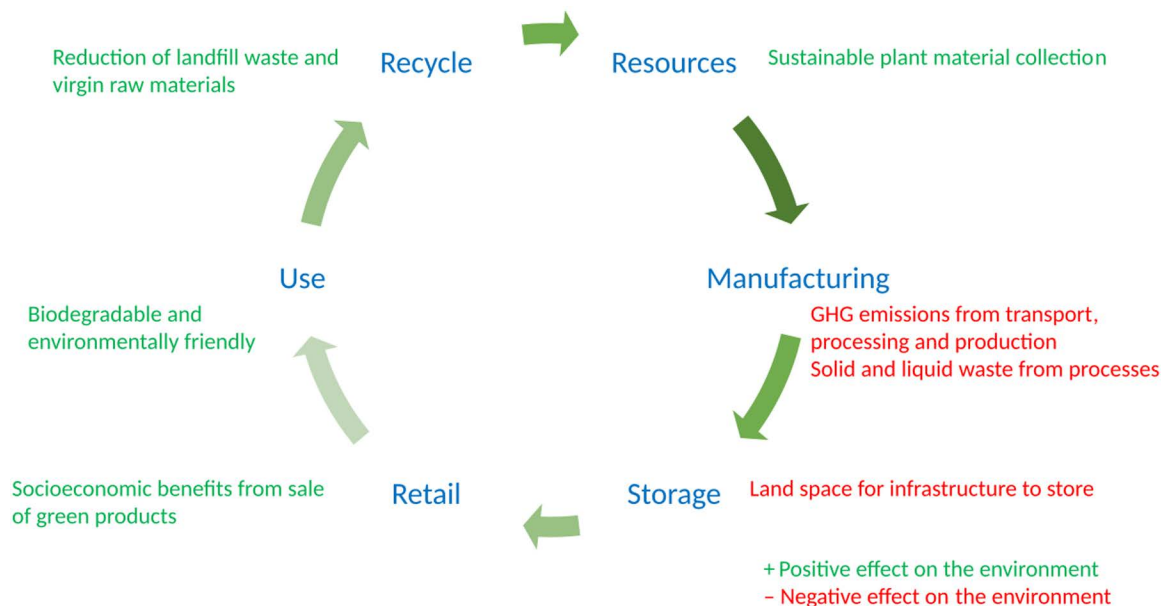 Recycle
Reduction of landfill waste and
virgin raw materials
Resources
Sustainable plant material collection
Use
Biodegradable and
environmentally friendly
Manufacturing
GHG emissions from transport,
processing and production
Solid and liquid waste from processes
Retail
Socioeconomic benefits from sale
of green products
Storage
Land space for infrastructure to store
+ Positive effect on the environment
– Negative effect on the environment